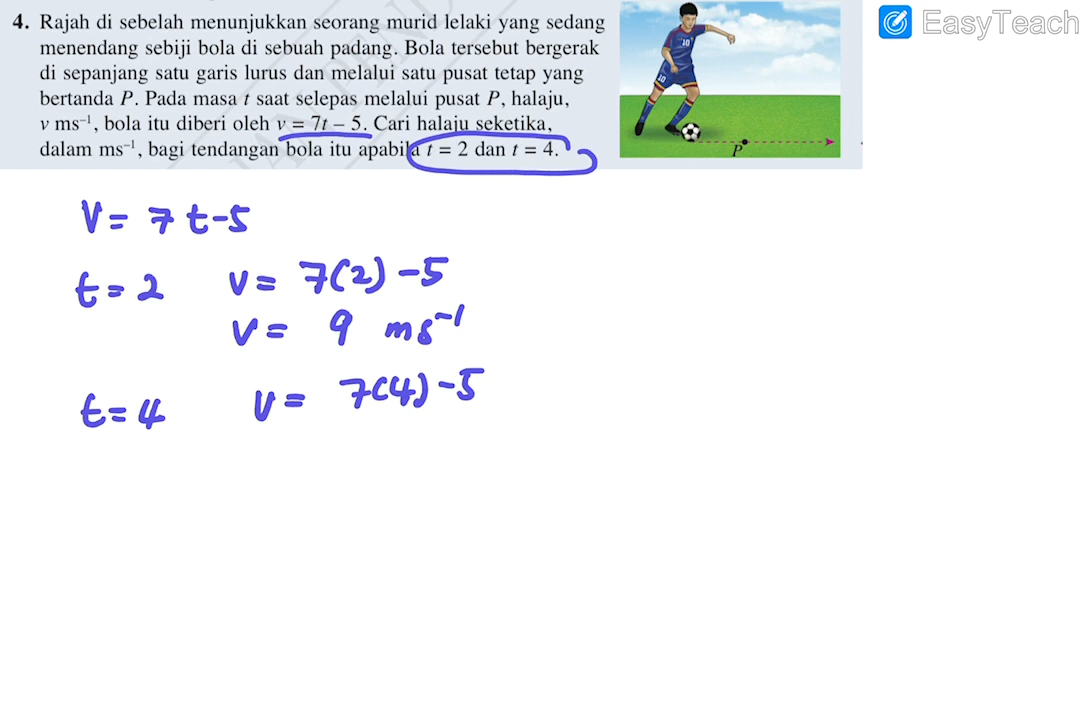 4. Rajah di sebelah menunjukkan seorang murid lelaki yang sedang
menendang sebiji bola di sebuah padang. Bola tersebut bergerak
di sepanjang satu garis lurus dan melalui satu pusat tetap yang
bertanda P. Pada masa t saat selepas melalui pusat P, halaju,
v ms⁻¹, bola itu diberi oleh v = 7t – 5. Cari halaju seketika,
dalam ms⁻¹, bagi tendangan bola itu apabila t = 2 dan t = 4.
10
10
P
EasyTeach
v = 7t-5
t = 2 v = 7(2) -5
v = 9 ms⁻¹
t = 4 v = 7(4) -5